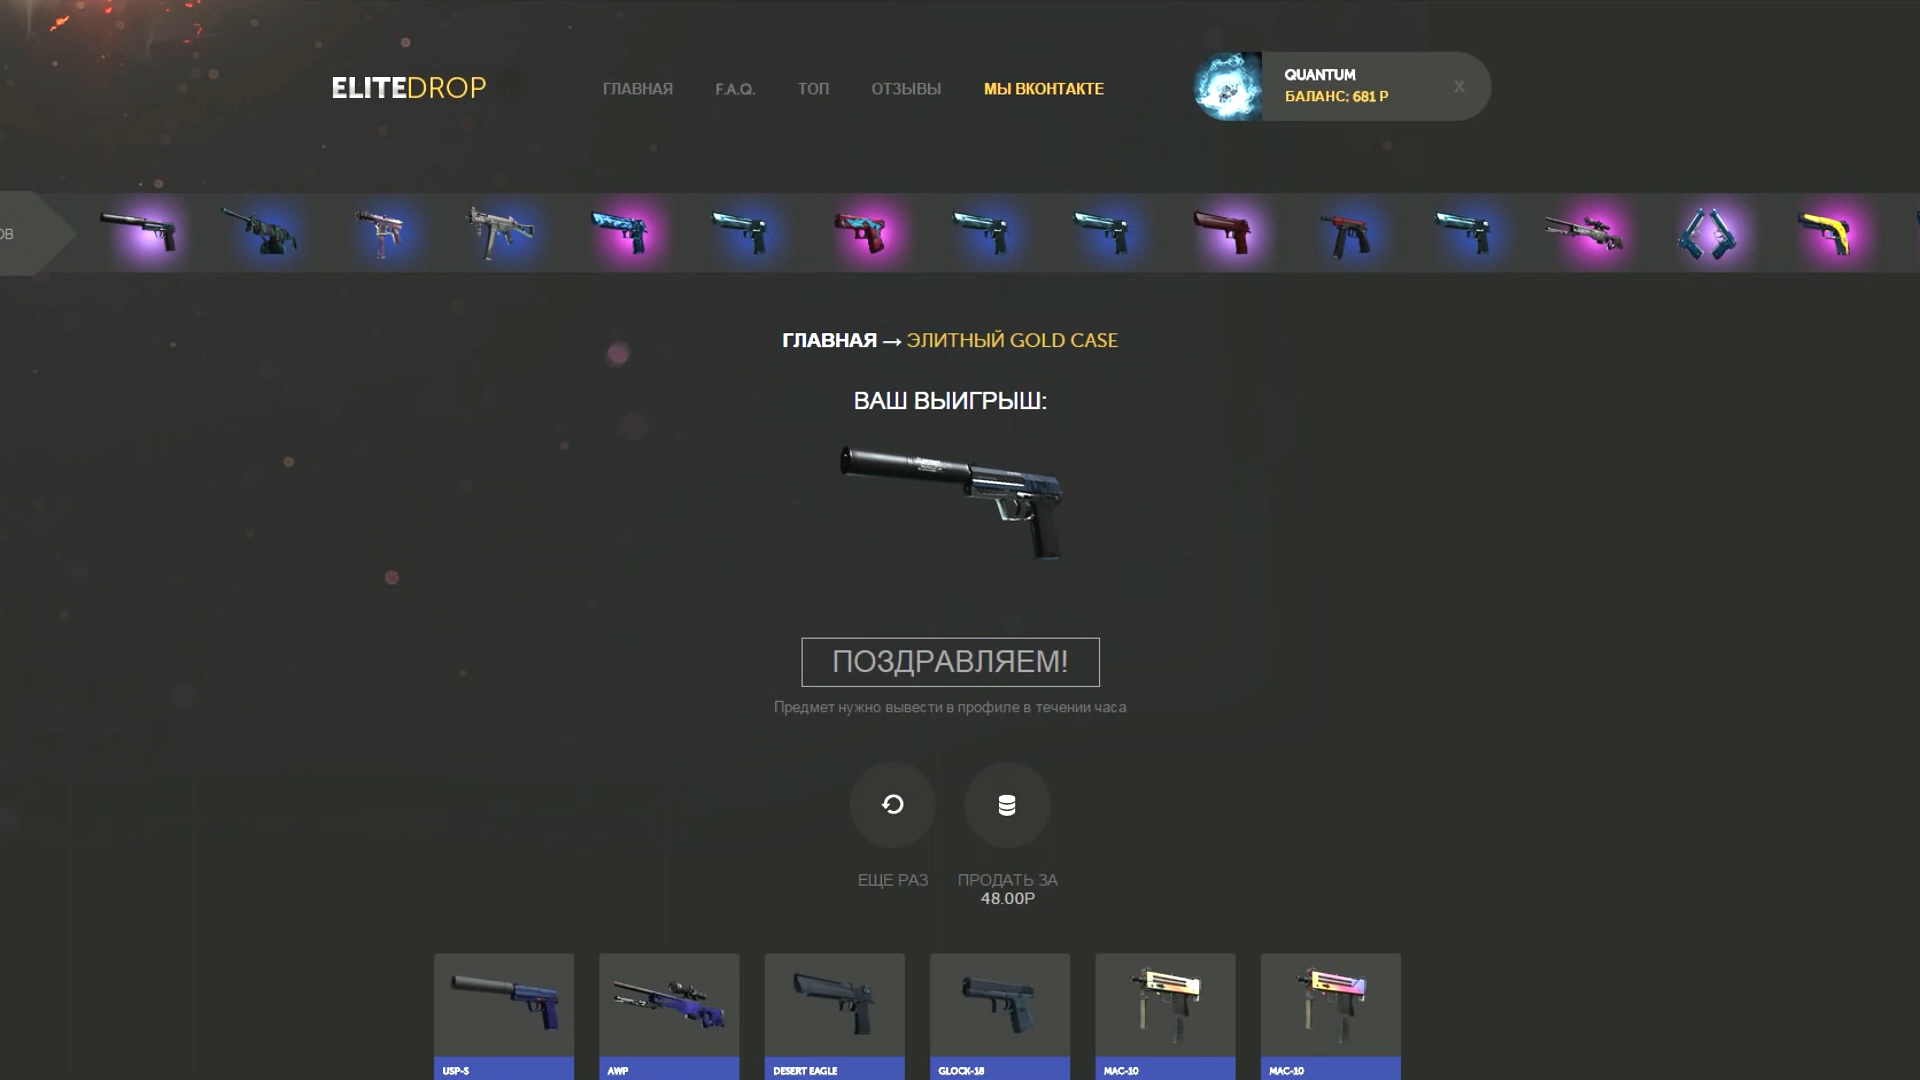 ELITEDROP
ГЛАВНАЯ
F.A.Q.
ТОП
ОТЗЫВЫ
МЫ ВКОНТАКТЕ
QUANTUM
БАЛАНС: 681 Р
X
ОВ
ГЛАВНАЯ → ЭЛИТНЫЙ GOLD CASE
ВАШ ВЫИГРЫШ:
ПОЗДРАВЛЯЕМ!
Предмет нужно вывести в профиле в течении часа
ЕЩЕ РАЗ
ПРОДАТЬ ЗА
48.00Р
USP-S
AWP
DESERT EAGLE
GLOCK-18
MAC-10
MAC-10